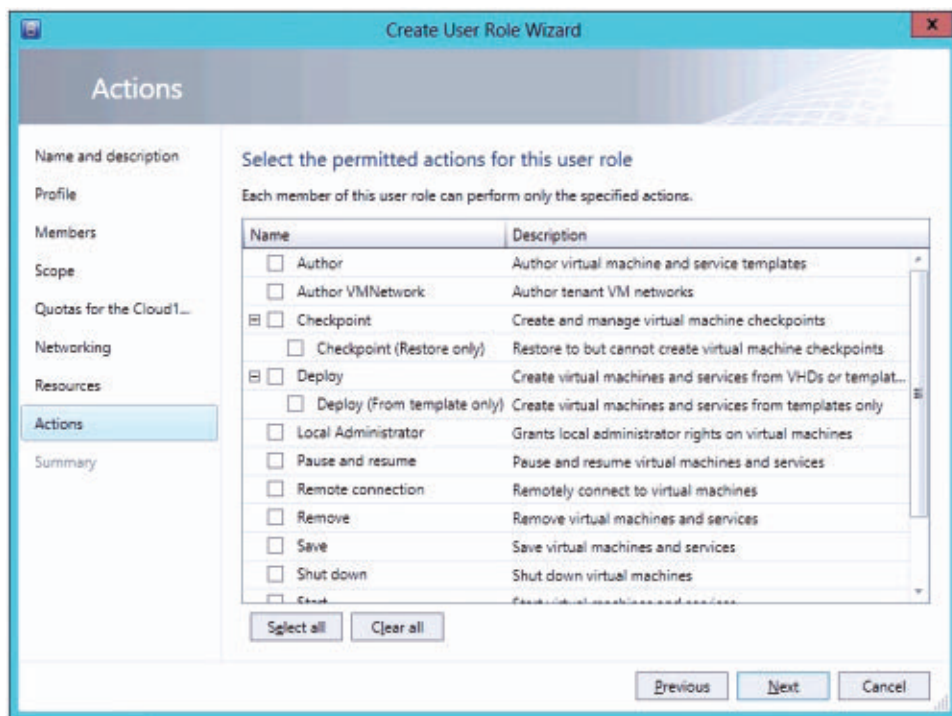 Create User Role Wizard
x
Actions
Name and description
Profile
Members
Scope
Quotas for the Cloud1...
Networking
Resources
Actions
Summary
Select the permitted actions for this user role
Each member of this user role can perform only the specified actions.
Name Description
Author Author virtual machine and service templates
Author VMNetwork Author tenant VM networks
Checkpoint Create and manage virtual machine checkpoints
Checkpoint (Restore only) Restore to but cannot create virtual machine checkpoints
Deploy Create virtual machines and services from VHDs or templat...
Deploy (From template only) Create virtual machines and services from templates only
Local Administrator Grants local administrator rights on virtual machines
Pause and resume Pause and resume virtual machines and services
Remote connection Remotely connect to virtual machines
Remove Remove virtual machines and services
Save Save virtual machines and services
Shut down Shut down virtual machines
Start Start virtual machines and services
Select all Clear all
Previous Next Cancel